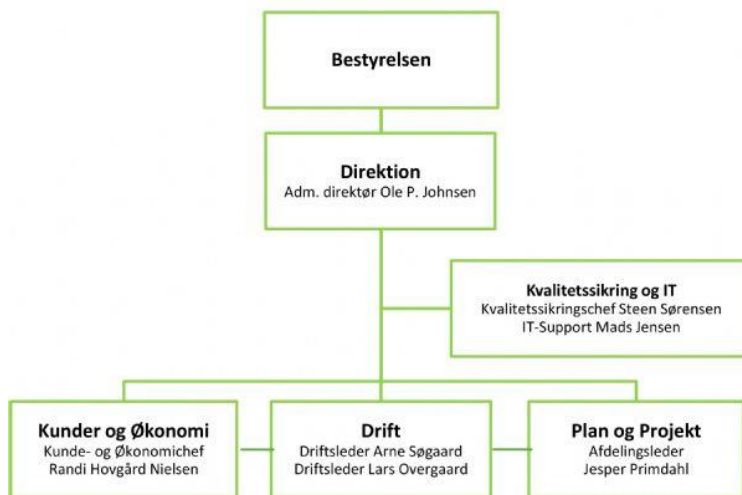 Bestyrelsen
Direktion
Adm. direktør Ole P. Johnsen
Kvalitetssikring og IT
Kvalitetssikringschef Steen Sørensen
IT-Support Mads Jensen
Kunder og Økonomi
Kunde- og Økonomichef
Randi Hovgård Nielsen
Drift
Driftsleder Arne Søgaard
Driftsleder Lars Overgaard
Plan og Projekt
Afdelingsleder
Jesper Primdahl